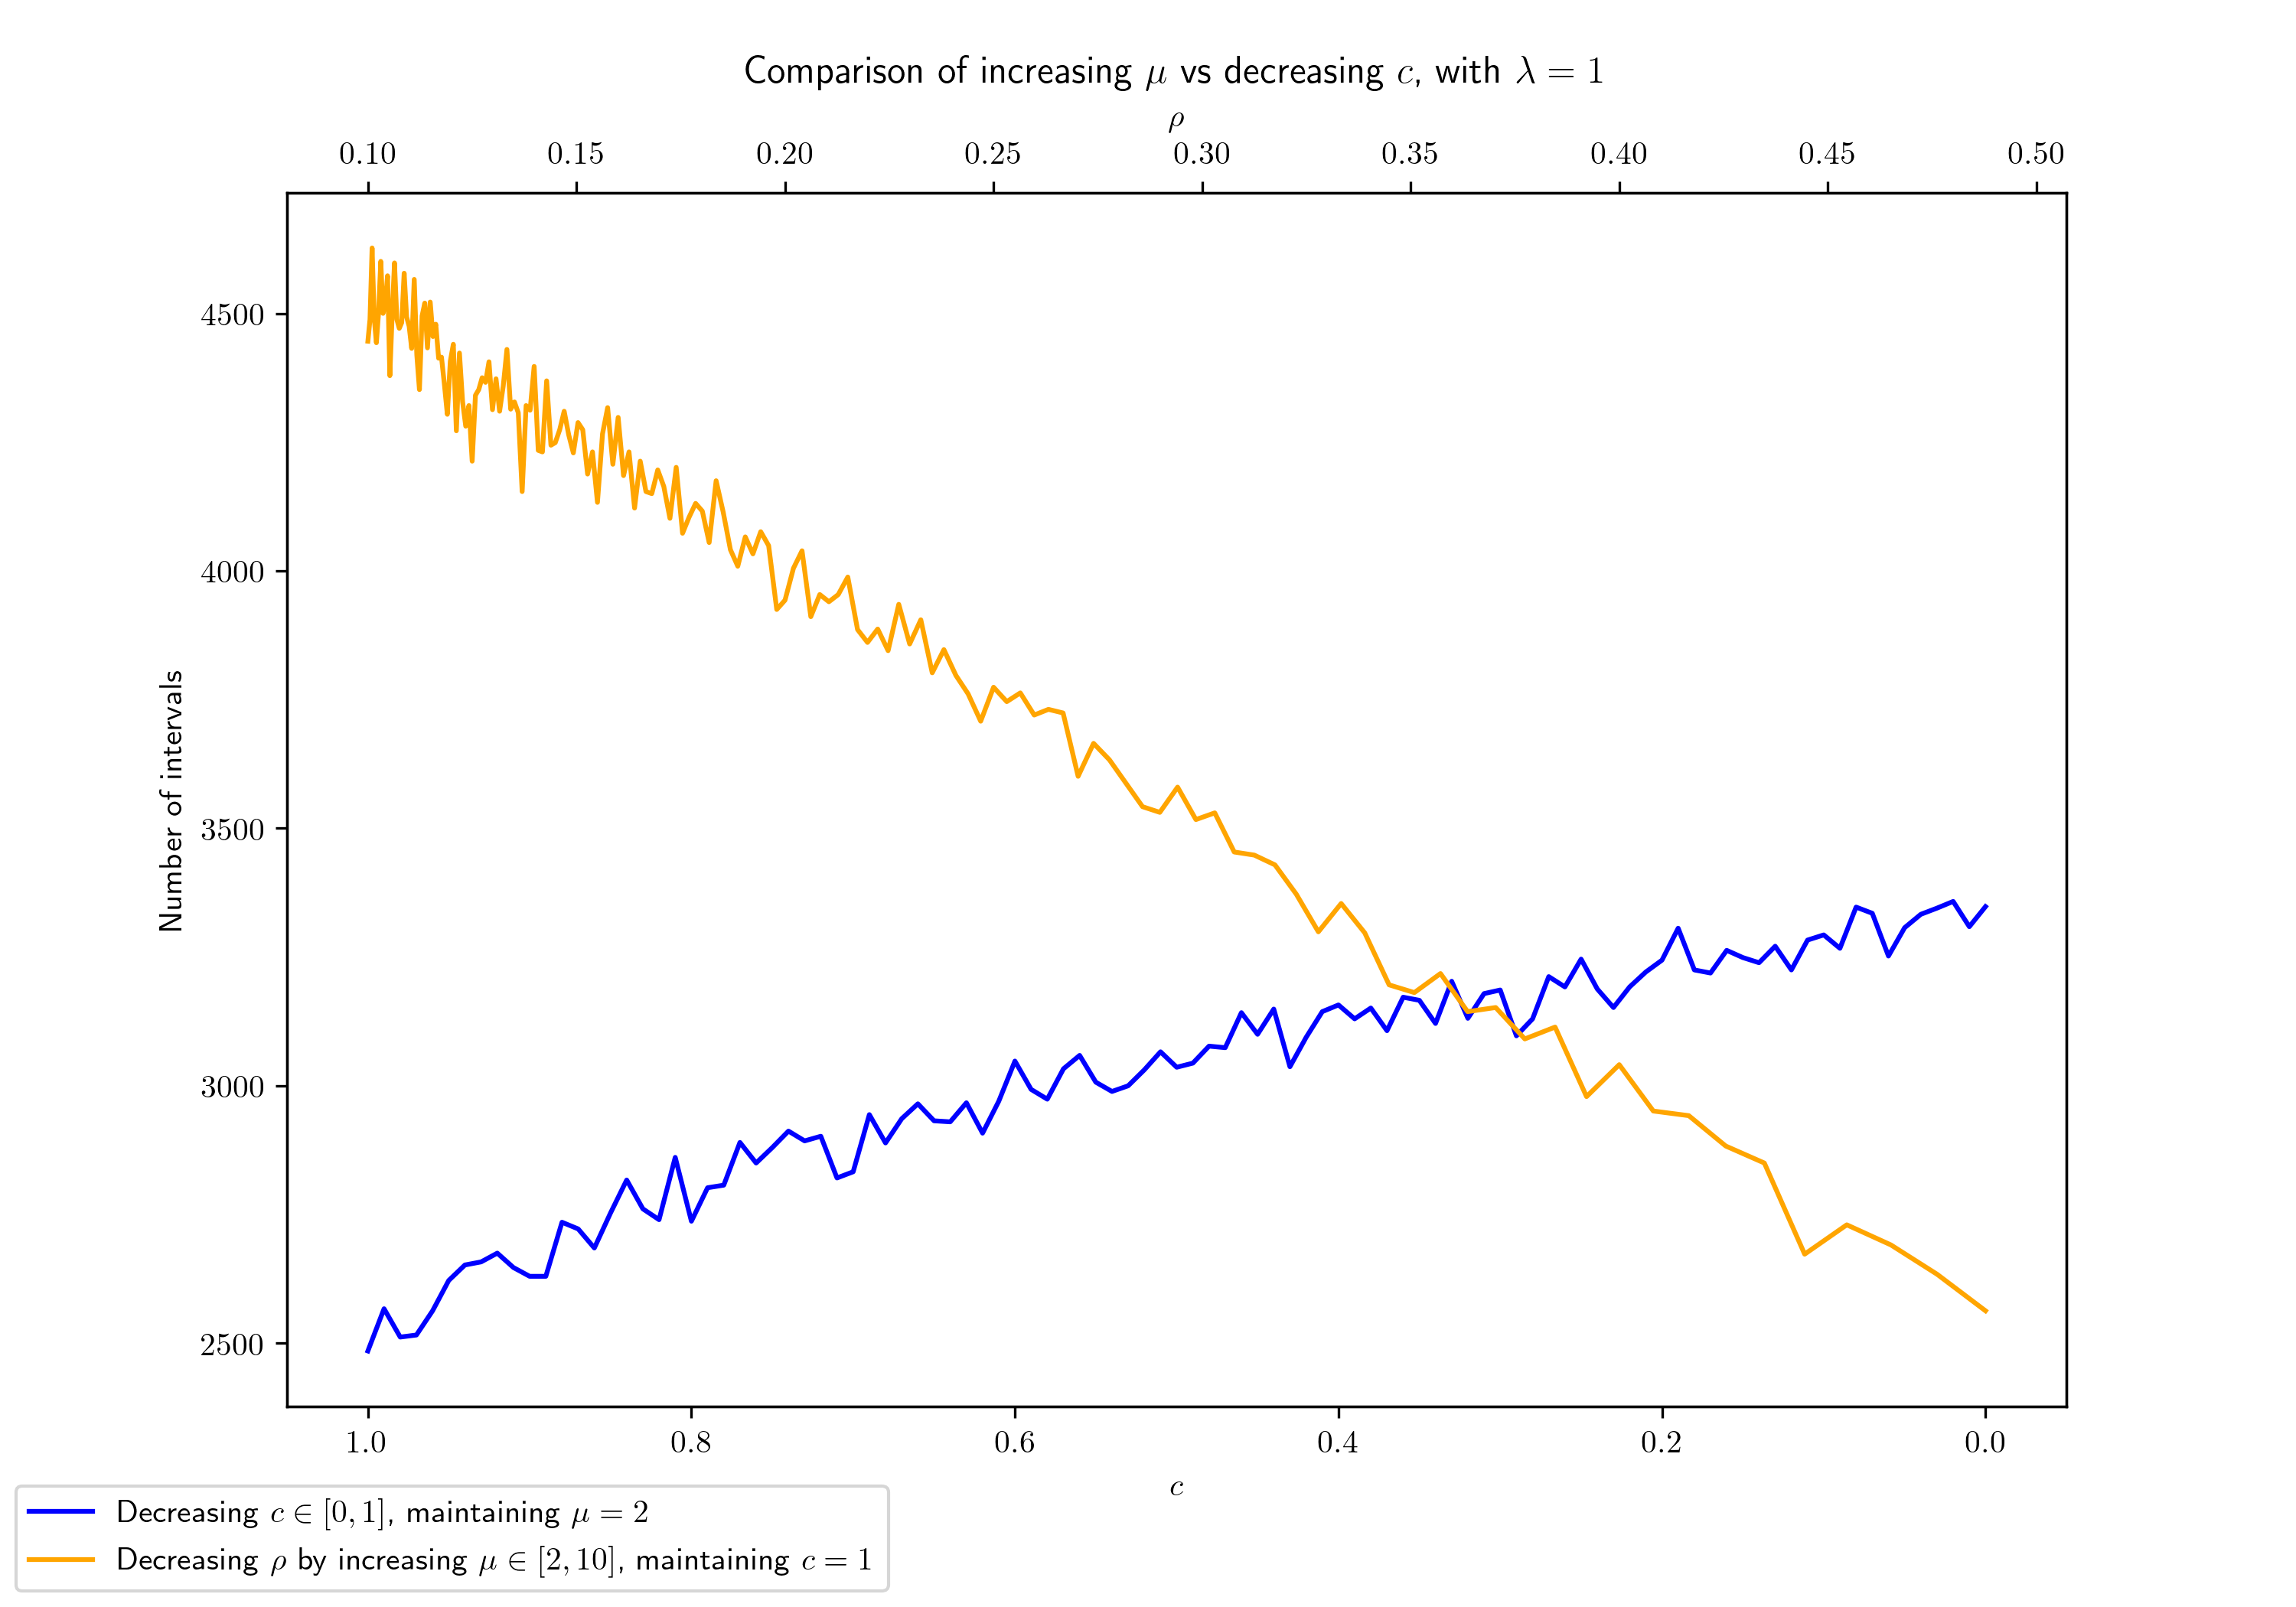 Comparison of increasing μ vs decreasing c, with λ = 1
ρ
0.10 0.15 0.20 0.25 0.30 0.35 0.40 0.45 0.50
4500
4000
3500
3000
2500
Number of intervals
1.0 0.8 0.6 0.4 0.2 0.0
c
Decreasing c ∈ [0, 1], maintaining μ = 2
Decreasing ρ by increasing μ ∈ [2, 10], maintaining c = 1